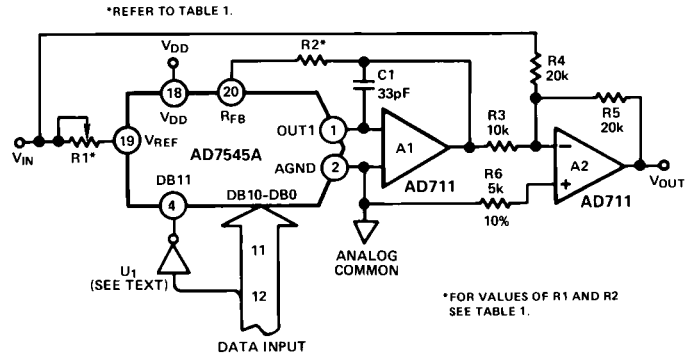 *REFER TO TABLE 1.
VDD
R2*
R4
20k
C1
33pF
18
20
VDD
RFB
R5
20k
R3
10k
OUT1
1
19
VREF
VIN
R1*
AD7545A
A1
AGND
2
AD711
R6
5k
10%
−
A2
+
AD711
VOUT
DB11
4
DB10–DB0
ANALOG
COMMON
11
U1
(SEE TEXT)
12
*FOR VALUES OF R1 AND R2
SEE TABLE 1.
DATA INPUT